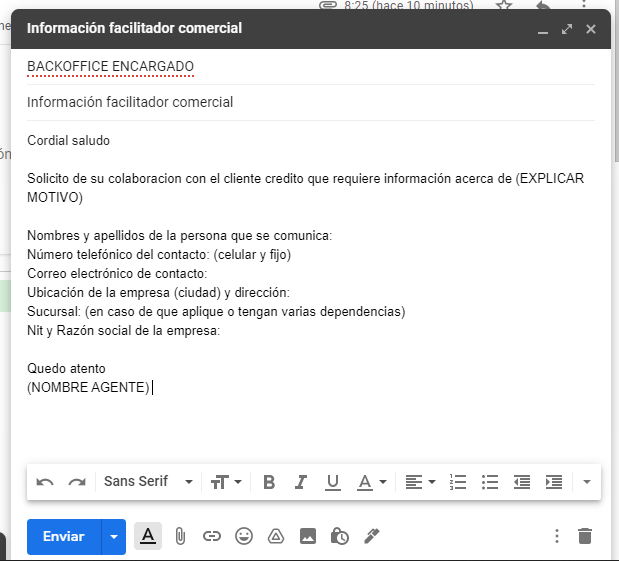 8:25 (hace 10 minutos)
Información facilitador comercial
BACKOFFICE ENCARGADO
Información facilitador comercial
Cordial saludo
Solicito de su colaboracion con el cliente credito que requiere información acerca de (EXPLICAR
MOTIVO)
Nombres y apellidos de la persona que se comunica:
Número telefónico del contacto: (celular y fijo)
Correo electrónico de contacto:
Ubicación de la empresa (ciudad) y dirección:
Sucursal: (en caso de que aplique o tengan varias dependencias)
Nit y Razón social de la empresa:
Quedo atento
(NOMBRE AGENTE)
Sans Serif
Enviar